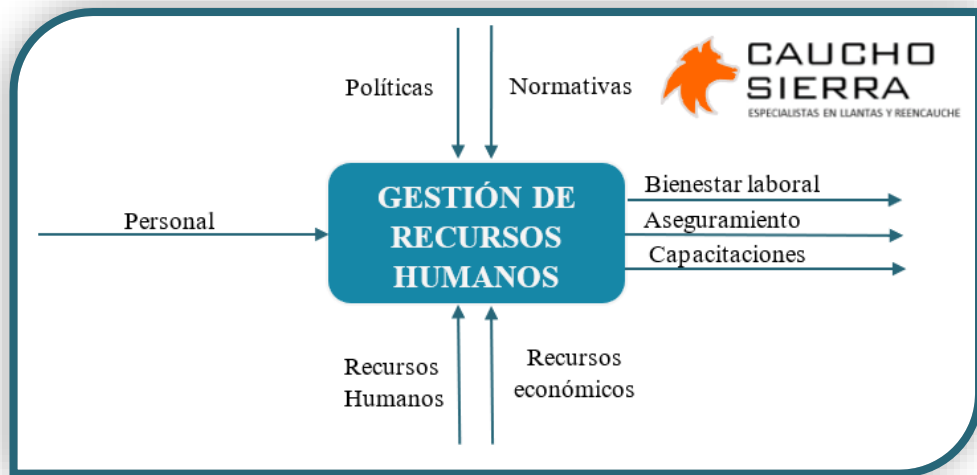 Políticas
Normativas
CAUCHO
SIERRA
ESPECIALISTAS EN LLANTAS Y REENCAUCHE
Personal
GESTIÓN DE
RECURSOS
HUMANOS
Bienestar laboral
Aseguramiento
Capacitaciones
Recursos
Humanos
Recursos
económicos